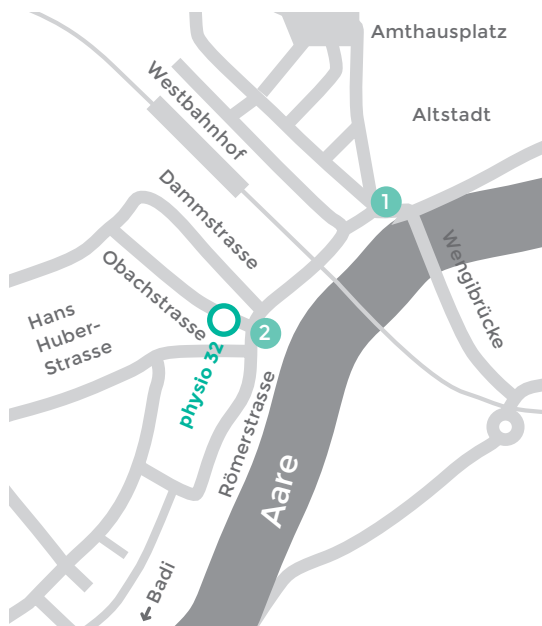 Amthausplatz
Westbahnhof
Altstadt
Dammstrasse
1
Wengibrücke
Obachstrasse
Hans
Huber-
Strasse
2
physio 32
Römerstrasse
Aare
← Badi